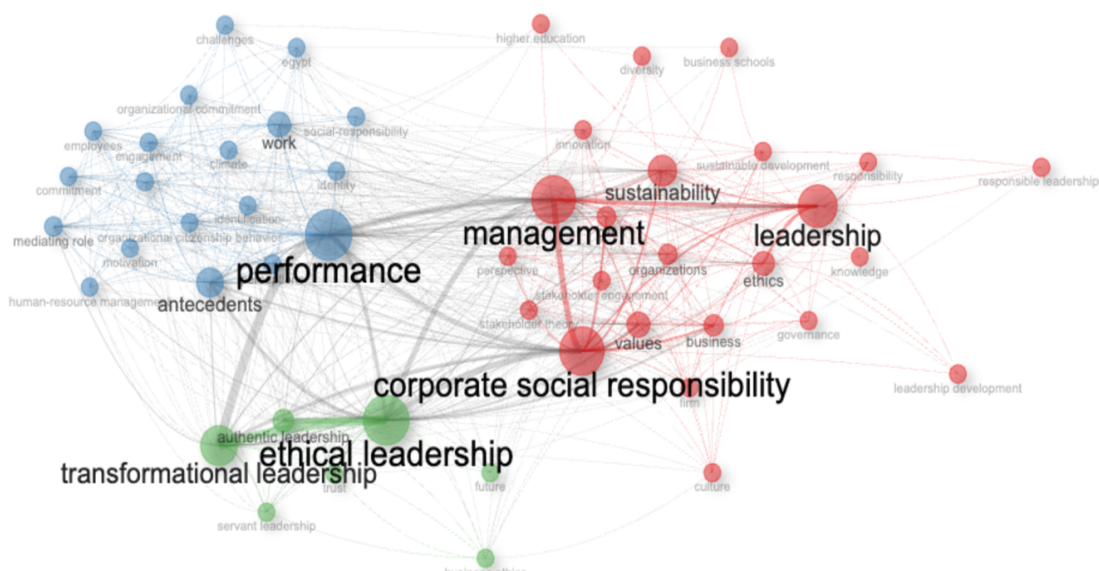 challenges
higher education
egypt
diversity
business schools
organizational commitment
social-responsibility
employees
engagement
work
innovation
climate
sustainable development
responsibility
commitment
identity
sustainability
responsible leadership
identification
mediating role
organizational citizenship behavior
management
leadership
motivation
performance
perspective
organizations
ethics
knowledge
human-resource management
antecedents
stakeholder engagement
stakeholder theory
values
business
governance
corporate social responsibility
leadership development
firm
authentic leadership
ethical leadership
transformational leadership
trust
future
culture
servant leadership